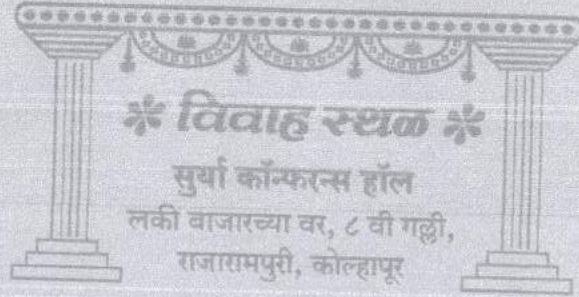 * विवाह स्थळ *
सुर्या कॉन्फरन्स हॉल
लकी बाजारच्या वर, ८ वी गल्ली,
राजारामपुरी, कोल्हापूर